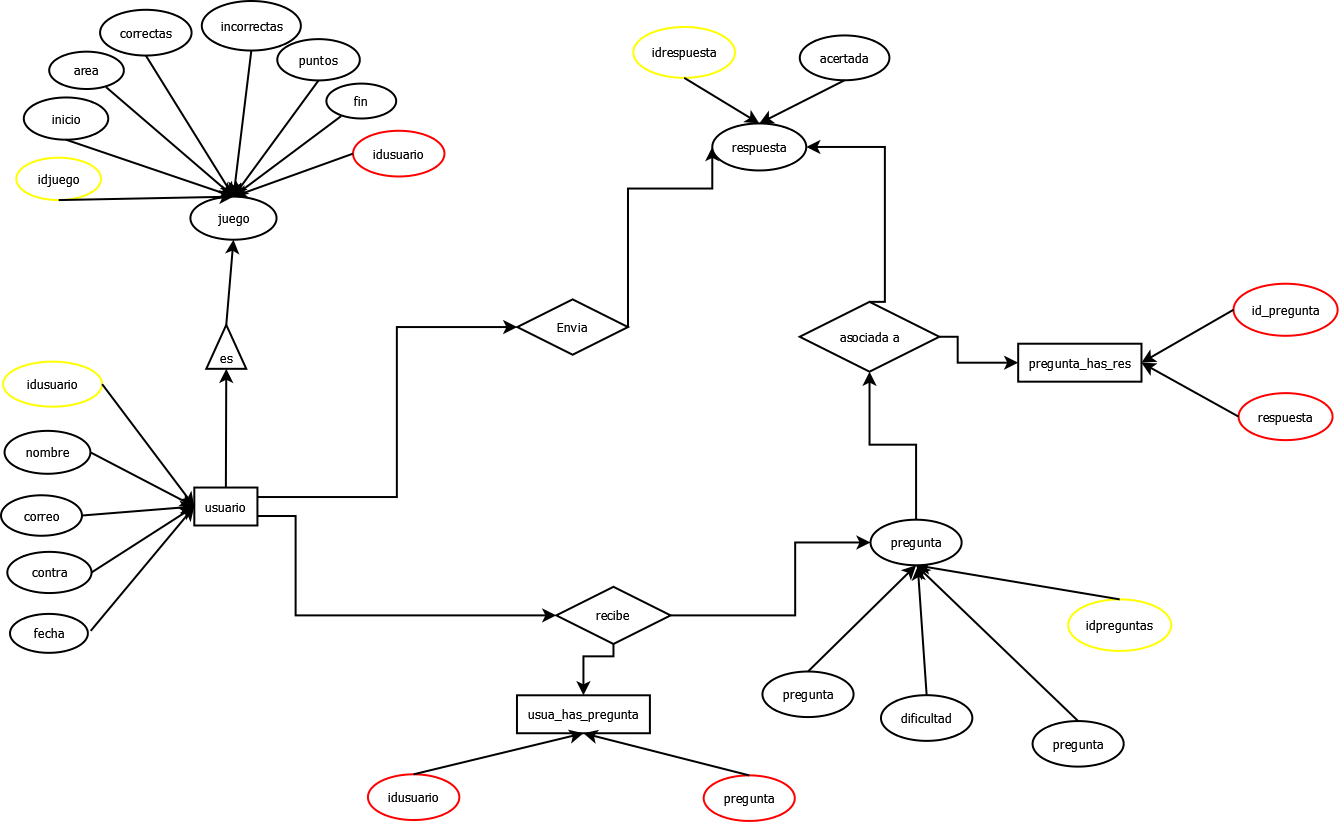 incorrectas
correctas
idrespuesta
acertada
puntos
area
fin
inicio
respuesta
idusuario
idjuego
juego
id_pregunta
Envia
asociada a
es
pregunta_has_res
idusuario
respuesta
nombre
usuario
correo
pregunta
contra
recibe
idpreguntas
fecha
pregunta
usua_has_pregunta
dificultad
pregunta
idusuario
pregunta